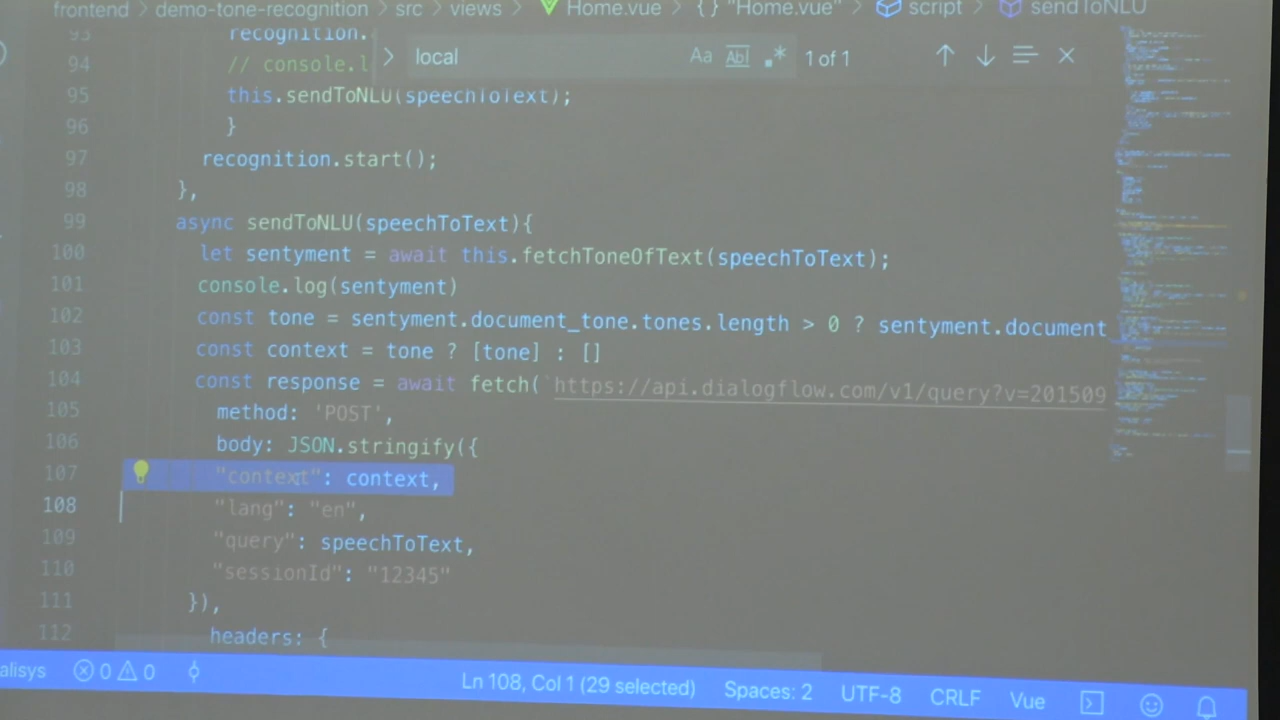 frontend > demo-tone-recognition > src > views > Home.vue > {} "Home.vue" > script > sendToNLU
93 recognition.
> local Aa Abl .* 1 of 1
94 // console.l
95 this.sendToNLU(speechToText);
96 }
97 recognition.start();
98 },
99 async sendToNLU(speechToText){
100 let sentyment = await this.fetchToneOfText(speechToText);
101 console.log(sentyment)
102 const tone = sentyment.document_tone.tones.length > 0 ? sentyment.document
103 const context = tone ? [tone] : []
104 const response = await fetch(`https://api.dialogflow.com/v1/query?v=201509
105 method: 'POST',
106 body: JSON.stringify({
107 "context": context,
108 "lang": "en",
109 "query": speechToText,
110 "sessionId": "12345"
111 }),
112 headers: {
alisys 0 0 Ln 108, Col 1 (29 selected) Spaces: 2 UTF-8 CRLF Vue